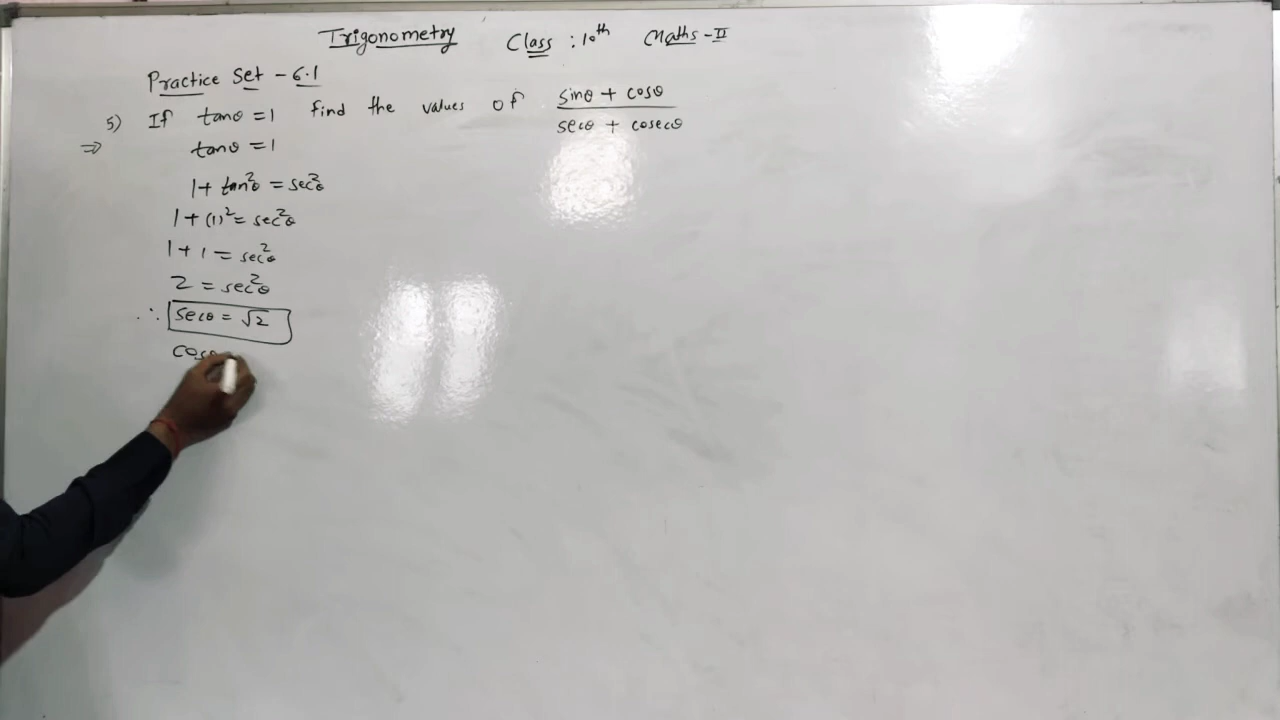 Trigonometry Class : 10th Maths - II
Practice Set - 6.1
5) If tanθ = 1 find the values of (sinθ + cosθ)/(secθ + cosecθ)
⇒ tanθ = 1
1 + tan²θ = sec²θ
1 + (1)² = sec²θ
1 + 1 = sec²θ
2 = sec²θ
∴ secθ = √2
cosθ